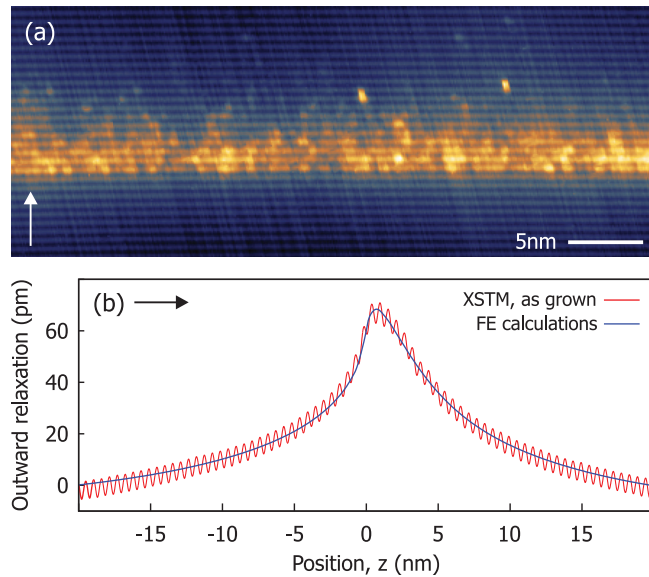 (a)
5nm
(b)
XSTM, as grown
FE calculations
Outward relaxation (pm)
60
40
20
0
-15
-10
-5
0
5
10
15
Position, z (nm)